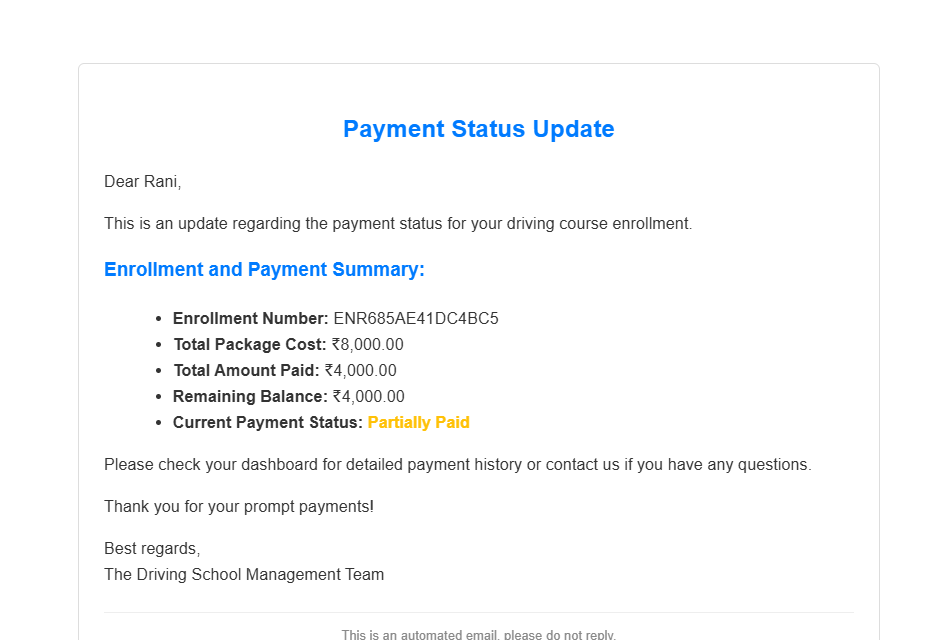 Payment Status Update
Dear Rani,
This is an update regarding the payment status for your driving course enrollment.
Enrollment and Payment Summary:
• Enrollment Number: ENR685AE41DC4BC5
• Total Package Cost: ₹8,000.00
• Total Amount Paid: ₹4,000.00
• Remaining Balance: ₹4,000.00
• Current Payment Status: Partially Paid
Please check your dashboard for detailed payment history or contact us if you have any questions.
Thank you for your prompt payments!
Best regards,
The Driving School Management Team
This is an automated email, please do not reply.